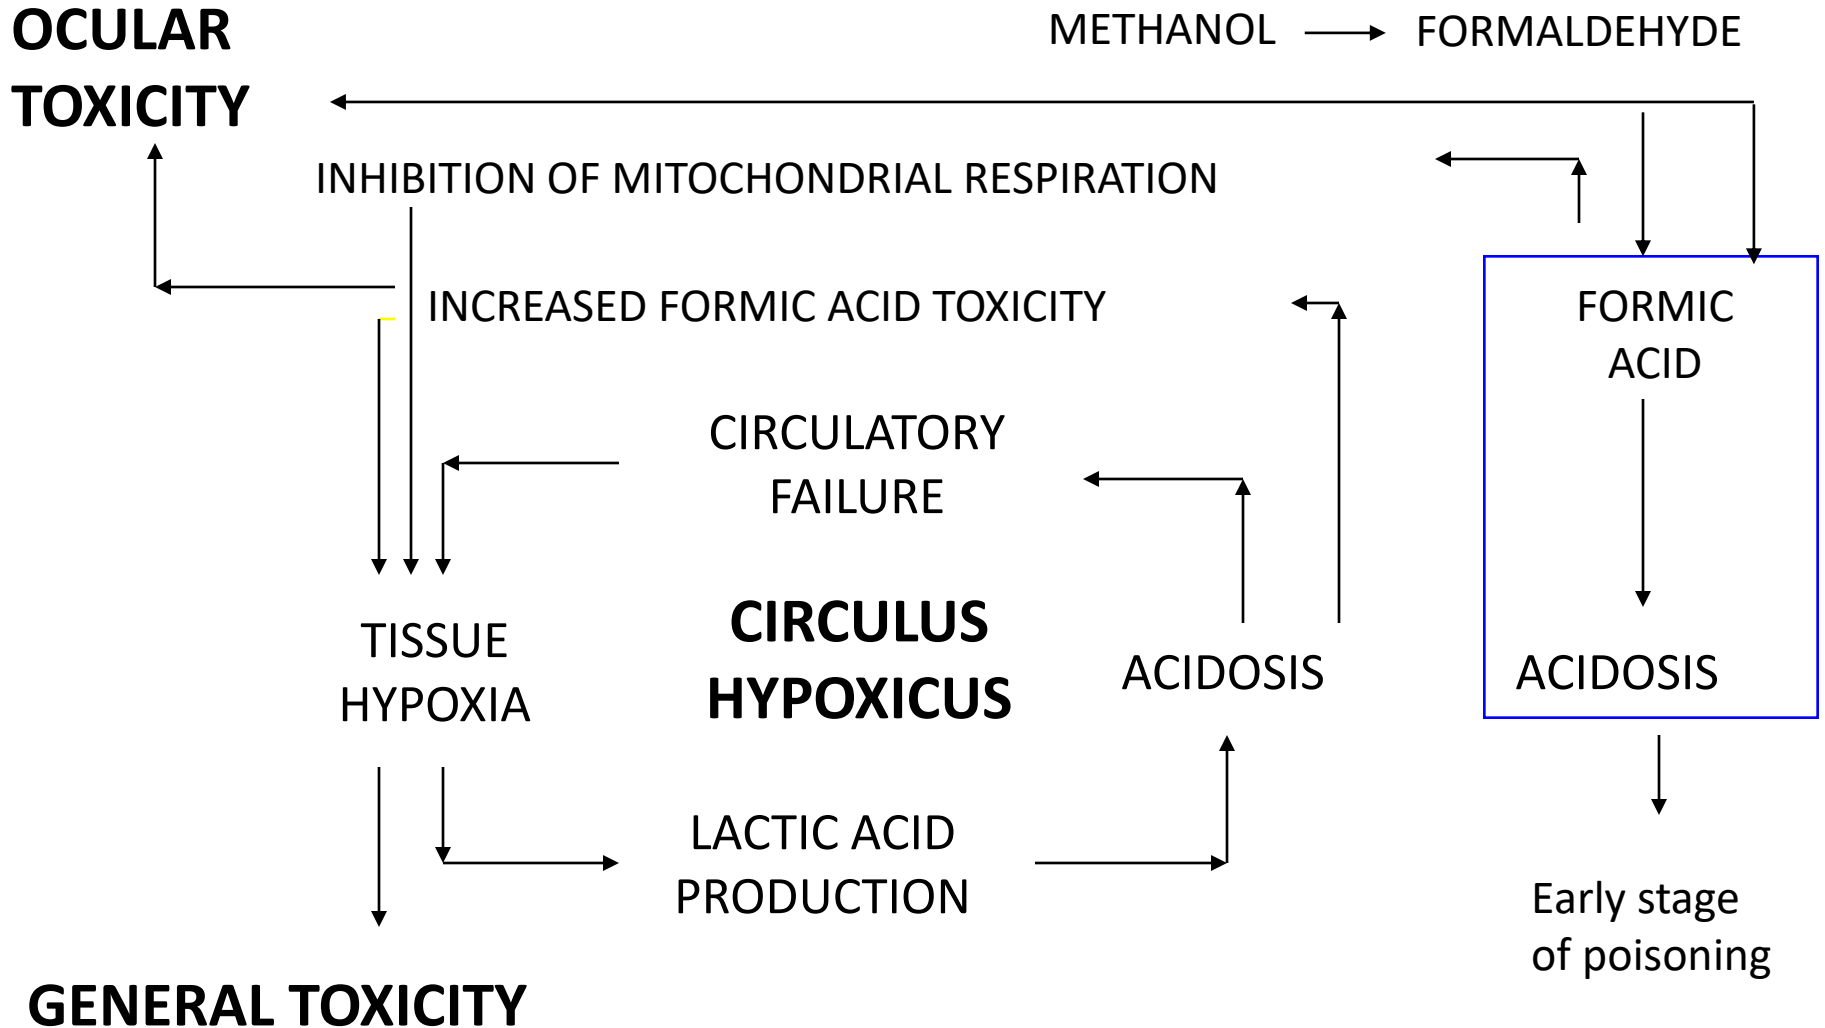 OCULAR
TOXICITY
METHANOL
FORMALDEHYDE
INHIBITION OF MITOCHONDRIAL RESPIRATION
INCREASED FORMIC ACID TOXICITY
FORMIC
ACID
CIRCULATORY
FAILURE
TISSUE
HYPOXIA
CIRCULUS
HYPOXICUS
ACIDOSIS
ACIDOSIS
LACTIC ACID
PRODUCTION
Early stage
of poisoning
GENERAL TOXICITY